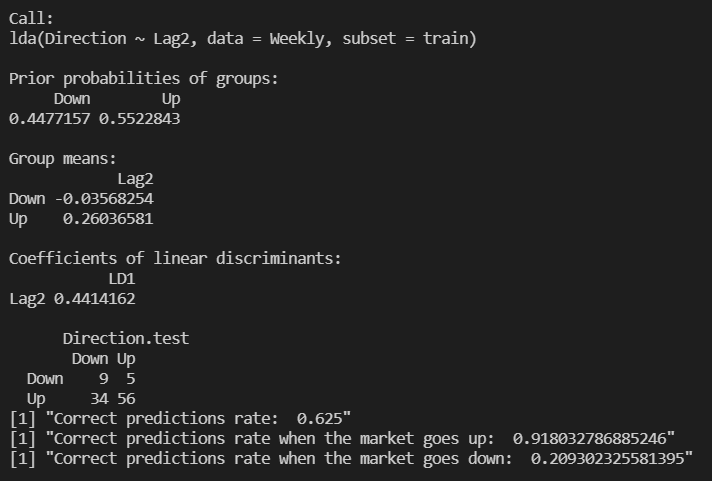 Call:
lda(Direction ~ Lag2, data = Weekly, subset = train)
Prior probabilities of groups:
Down Up
0.4477157 0.5522843
Group means:
Lag2
Down -0.03568254
Up 0.26036581
Coefficients of linear discriminants:
LD1
Lag2 0.4414162
Direction.test
Down Up
Down 9 5
Up 34 56
[1] "Correct predictions rate:  0.625"
[1] "Correct predictions rate when the market goes up:  0.918032786885246"
[1] "Correct predictions rate when the market goes down:  0.209302325581395"